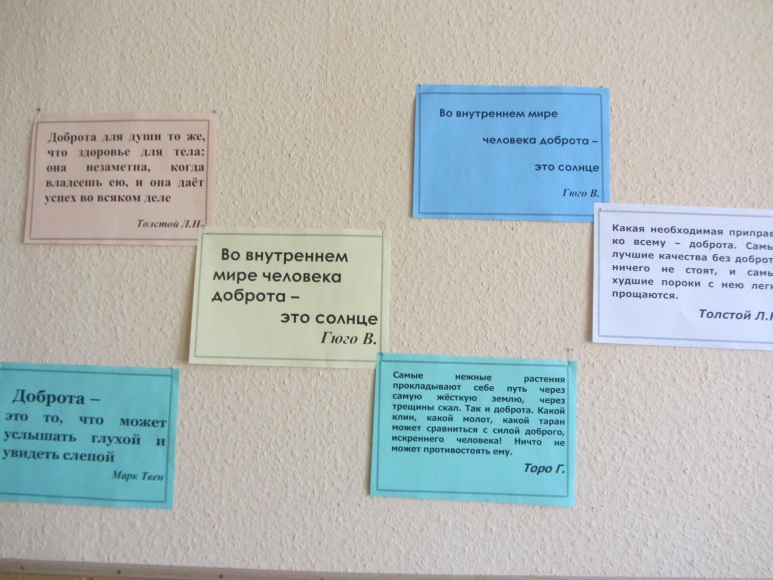 Доброта для души то же,
что здоровье для тела:
она незаметна, когда
владеешь ею, и она даёт
успех во всяком деле
Толстой Л.Н.
Во внутреннем мире
человека доброта –
это солнце
Гюго В.
Во внутреннем
мире человека
доброта –
это солнце
Гюго В.
Какая необходимая
ко всему – доброта.
лучшие качества без
ничего не стоят, и
худшие пороки с нею
прощаются.
Толстой
Доброта –
это то, что может
услышать глухой и
увидеть слепой
Марк Твен
Самые нежные растения
прокладывают себе путь через
самую жёсткую землю, через
трещины скал. Так и доброта. Какой
клин, какой молот, какой таран
может сравниться с силой доброго,
искреннего человека! Ничто не
может противостоять ему.
Торо Г.